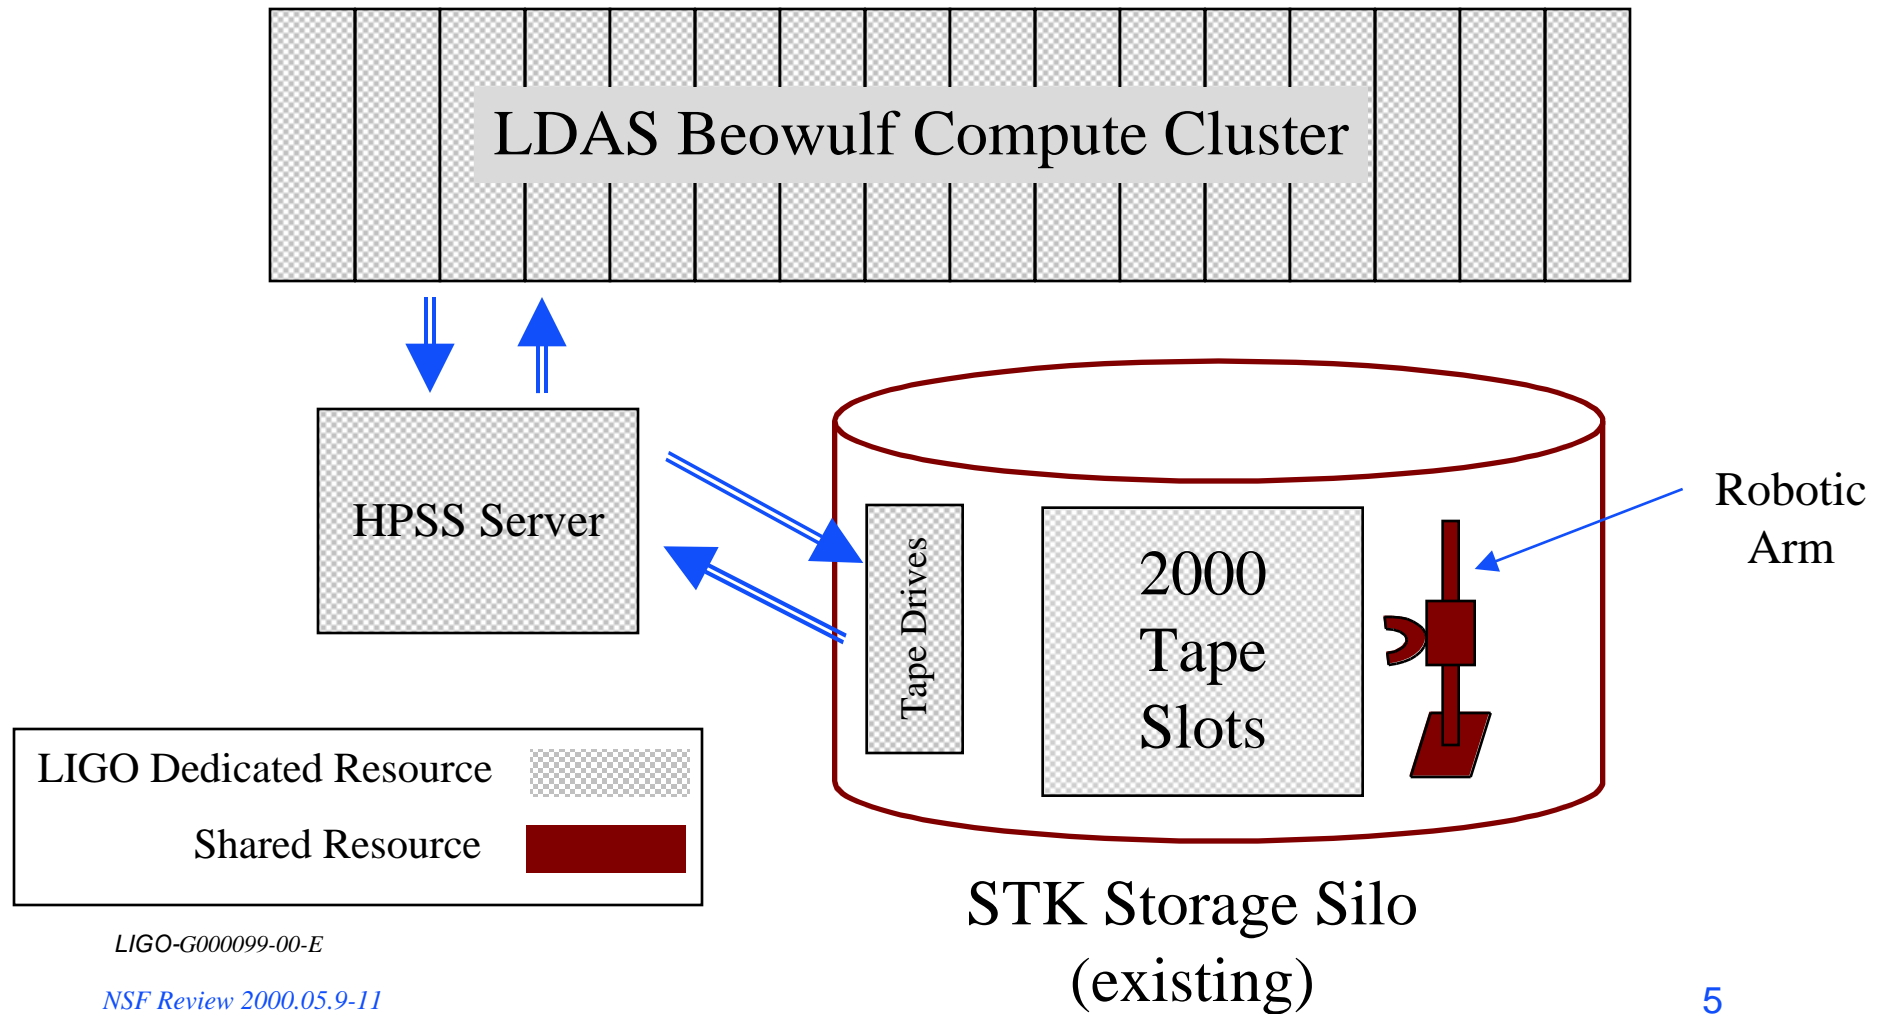 LDAS Beowulf Compute Cluster
HPSS Server
Tape Drives
2000
Tape
Slots
Robotic
Arm
LIGO Dedicated Resource
Shared Resource
STK Storage Silo
(existing)
LIGO-G000099-00-E
NSF Review 2000.05.9-11
5